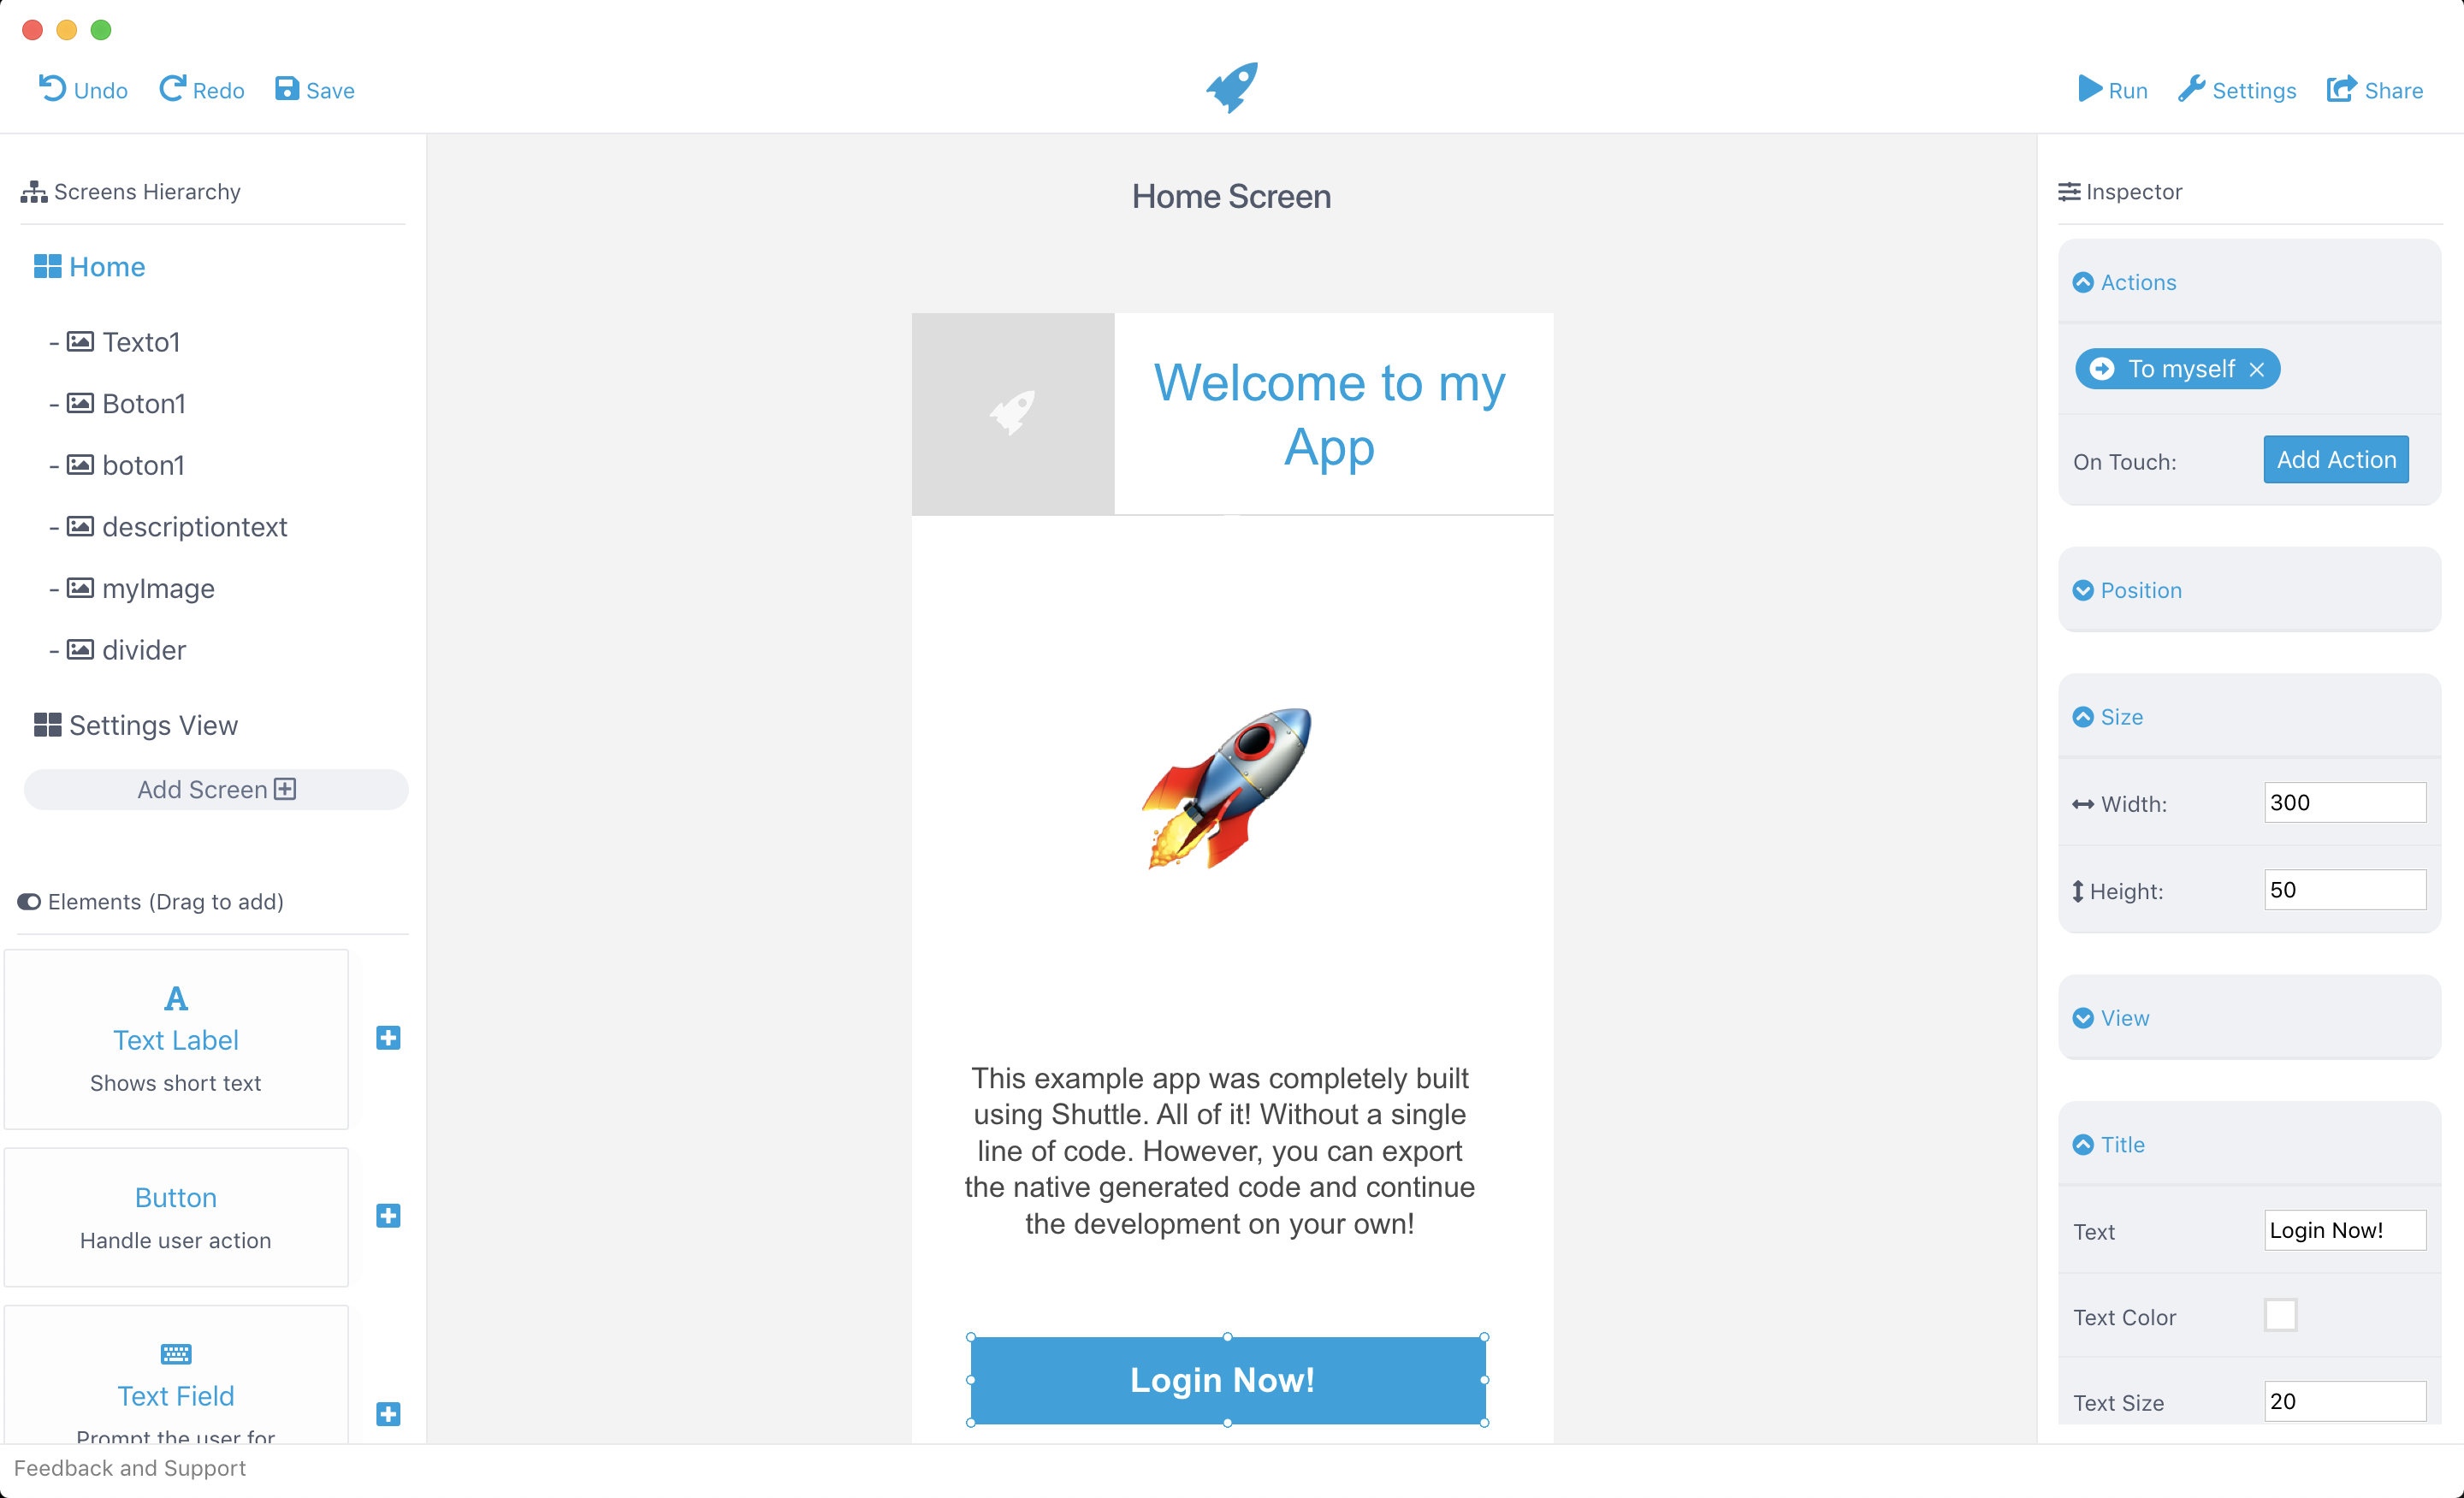 Undo
Redo
Save
Run
Settings
Share
Screens Hierarchy
Home
- Texto1
- Boton1
- boton1
- descriptiontext
- myImage
- divider
Settings View
Add Screen
Elements (Drag to add)
Text Label
Shows short text
Button
Handle user action
Text Field
Prompt the user for
Feedback and Support
Home Screen
Welcome to my
App
This example app was completely built
using Shuttle. All of it! Without a single
line of code. However, you can export
the native generated code and continue
the development on your own!
Login Now!
Inspector
Actions
To myself
On Touch:
Add Action
Position
Size
Width:
300
Height:
50
View
Title
Text
Login Now!
Text Color
Text Size
20